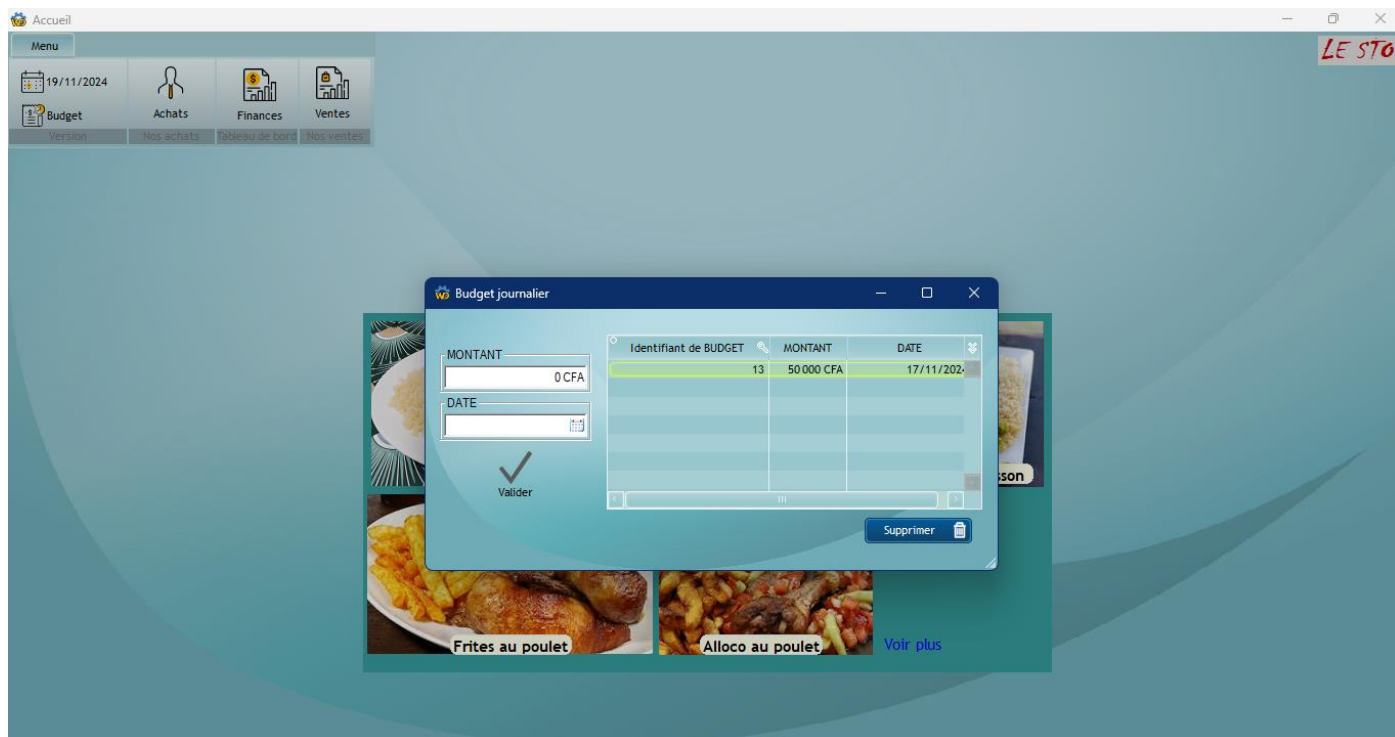 Accueil
Menu
LE STO
19/11/2024
Budget
Achats
Finances
Ventes
Version
Nos achats
Tableau de bord
Nos ventes
Budget journalier
MONTANT
0 CFA
DATE
Valider
Identifiant de BUDGET MONTANT DATE
13 50 000 CFA 17/11/202
Supprimer
sson
Frites au poulet
Alloco au poulet
Voir plus